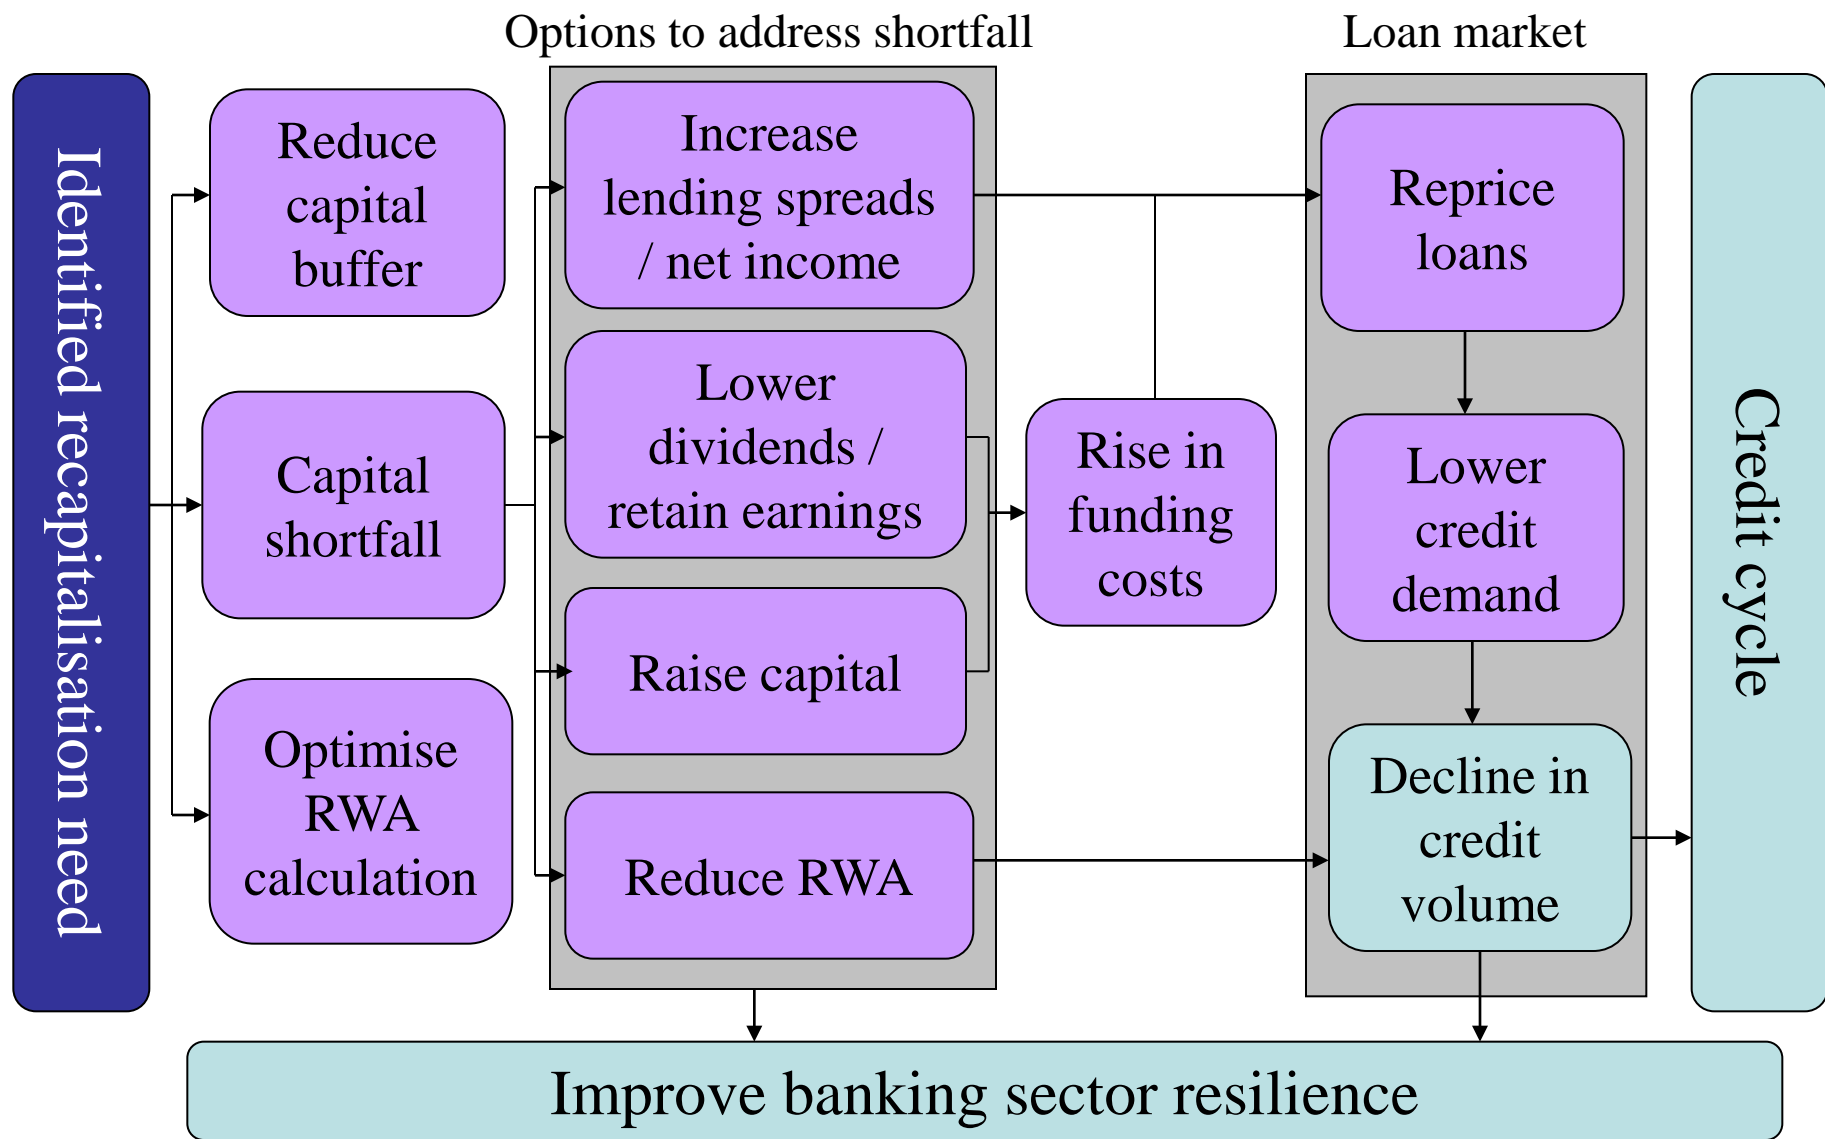 Options to address shortfall
Loan market
Identified recapitalisation need
Reduce
capital
buffer
Capital
shortfall
Optimise
RWA
calculation
Increase
lending spreads
/ net income
Lower
dividends /
retain earnings
Raise capital
Reduce RWA
Rise in
funding
costs
Reprice
loans
Lower
credit
demand
Decline in
credit
volume
Credit cycle
Improve banking sector resilience